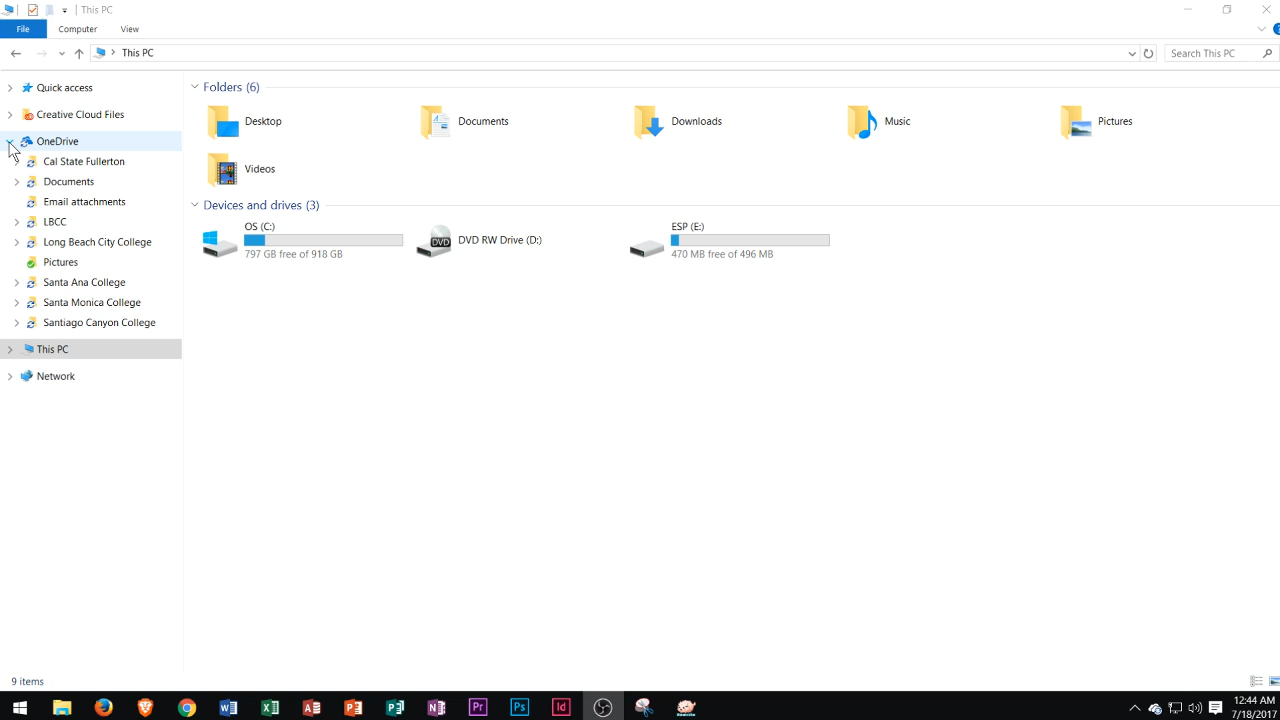 This PC
File Computer View
This PC
Search This PC
Quick access
Creative Cloud Files
OneDrive
Cal State Fullerton
Documents
Email attachments
LBCC
Long Beach City College
Pictures
Santa Ana College
Santa Monica College
Santiago Canyon College
This PC
Network
Folders (6)
Desktop
Documents
Downloads
Music
Pictures
Videos
Devices and drives (3)
OS (C:)
797 GB free of 918 GB
DVD
DVD RW Drive (D:)
ESP (E:)
470 MB free of 496 MB
9 items
Pr
Ps
Id
12:44 AM
7/18/2017